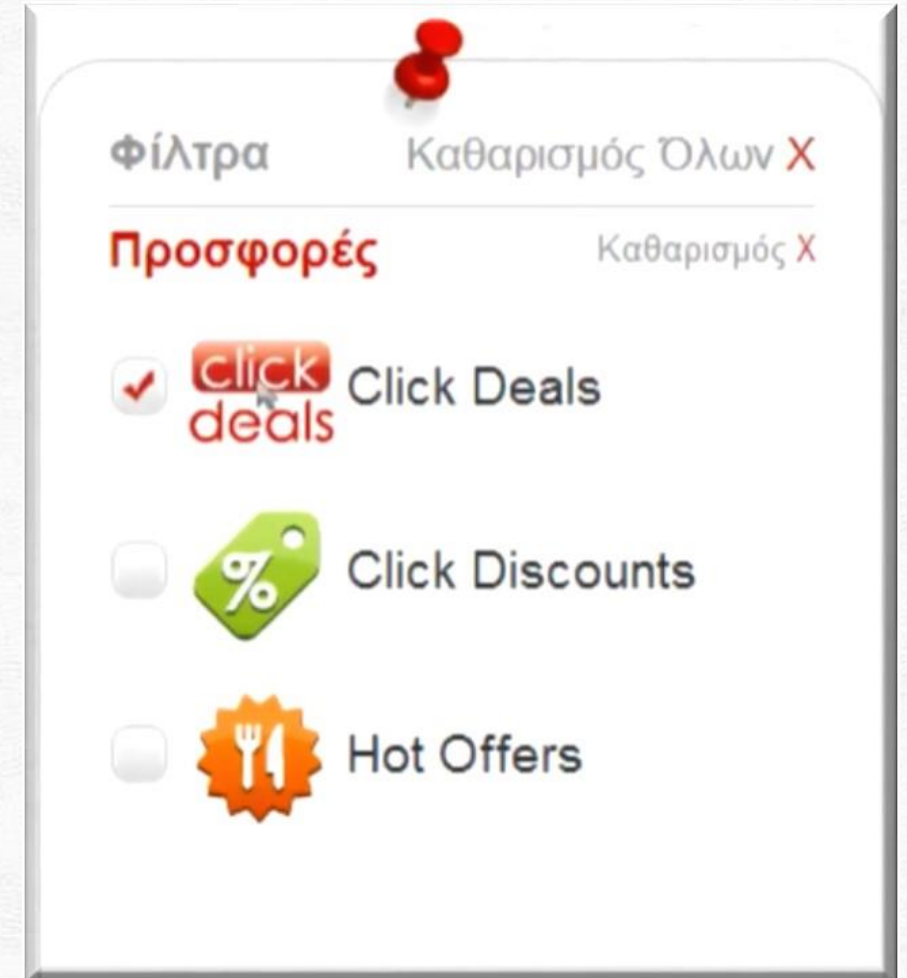 Φίλτρα Καθαρισμός Όλων X
Προσφορές Καθαρισμός X
click
deals Click Deals
% Click Discounts
Hot Offers